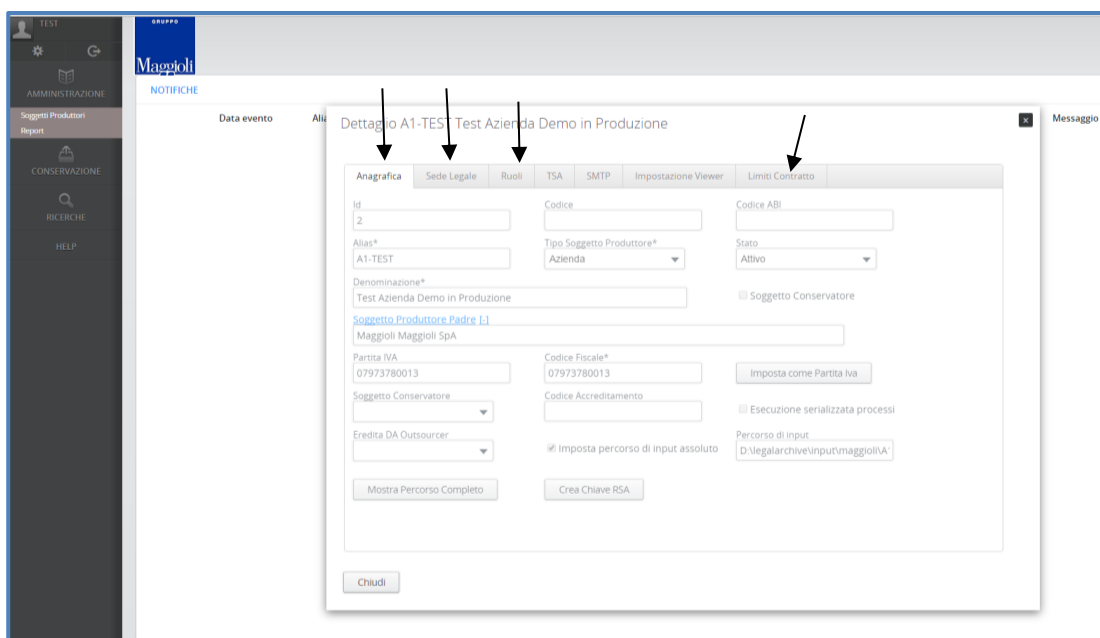 TEST
GRUPPO
Maggioli
AMMINISTRAZIONE
Soggetti Produttori
Report
CONSERVAZIONE
RICERCHE
HELP
NOTIFICHE
Data evento Alia Messaggio
Dettaglio A1-TEST Test Azienda Demo in Produzione
x
Anagrafica Sede Legale Ruoli TSA SMTP Impostazione Viewer Limiti Contratto
Id Codice Codice ABI
2
Alias* Tipo Soggetto Produttore* Stato
A1-TEST Azienda Attivo
Denominazione*
Test Azienda Demo in Produzione Soggetto Conservatore
Soggetto Produttore Padre [-]
Maggioli Maggioli SpA
Partita IVA Codice Fiscale*
07973780013 07973780013 Imposta come Partita Iva
Soggetto Conservatore Codice Accreditamento
Esecuzione serializzata processi
Eredita DA Outsourcer Percorso di input
Imposta percorso di input assoluto D:\legalarchive\input\maggioli\A'
Mostra Percorso Completo Crea Chiave RSA
Chiudi